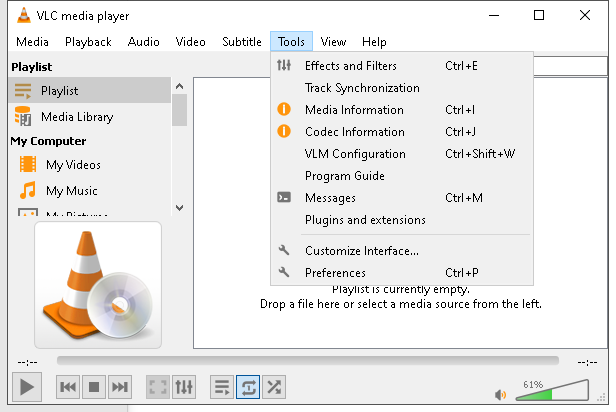 VLC media player
Media Playback Audio Video Subtitle Tools View Help
Playlist
Playlist
Media Library
My Computer
My Videos
My Music
My Pictures
Effects and Filters Ctrl+E
Track Synchronization
Media Information Ctrl+I
Codec Information Ctrl+J
VLM Configuration Ctrl+Shift+W
Program Guide
Messages Ctrl+M
Plugins and extensions
Customize Interface...
Preferences Ctrl+P
Playlist is currently empty.
Drop a file here or select a media source from the left.
--:-- --:--
61%